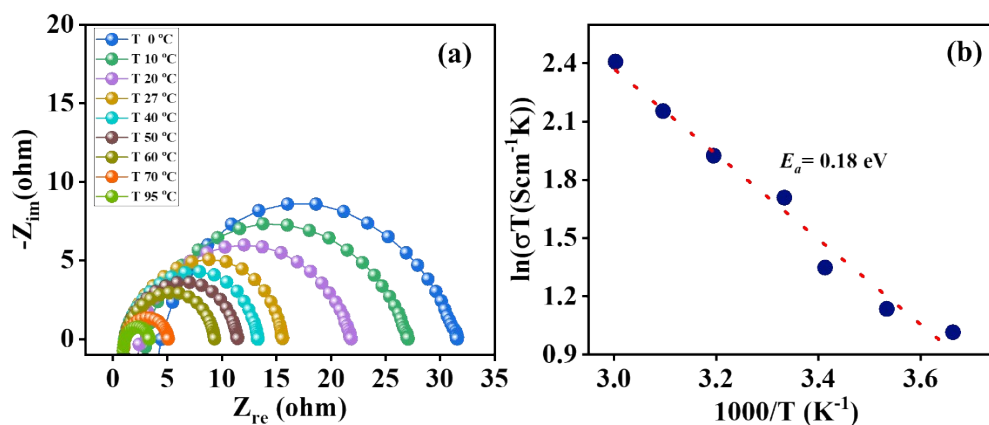 20
15
10
5
0
-Z_im(ohm)
T 0 ºC
T 10 ºC
T 20 ºC
T 27 ºC
T 40 ºC
T 50 ºC
T 60 ºC
T 70 ºC
T 95 ºC
(a)
0 5 10 15 20 25 30 35
Z_re (ohm)
(b)
2.4
2.1
1.8
1.5
1.2
0.9
ln(σT(Scm⁻¹K))
E_a= 0.18 eV
3.0 3.2 3.4 3.6
1000/T (K⁻¹)